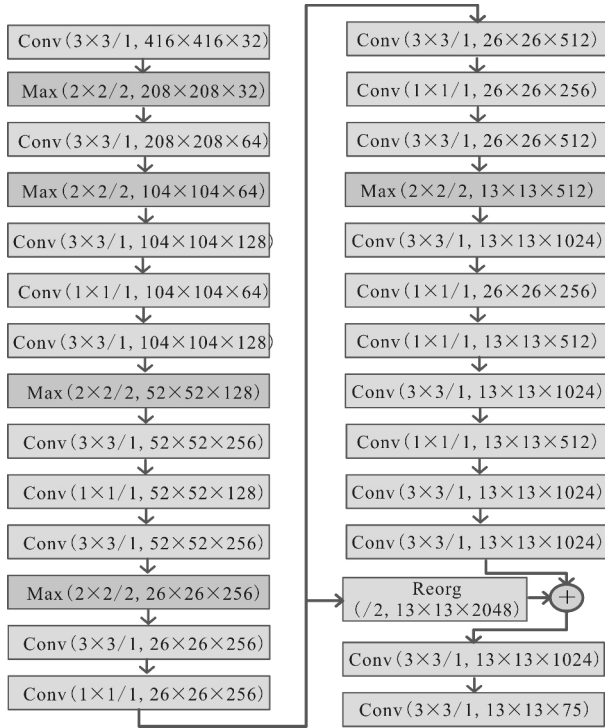 Conv(3×3/1, 416×416×32)
Max(2×2/2, 208×208×32)
Conv(3×3/1, 208×208×64)
Max(2×2/2, 104×104×64)
Conv(3×3/1, 104×104×128)
Conv(1×1/1, 104×104×64)
Conv(3×3/1, 104×104×128)
Max(2×2/2, 52×52×128)
Conv(3×3/1, 52×52×256)
Conv(1×1/1, 52×52×128)
Conv(3×3/1, 52×52×256)
Max(2×2/2, 26×26×256)
Conv(3×3/1, 26×26×256)
Conv(1×1/1, 26×26×256)
Conv(3×3/1, 26×26×512)
Conv(1×1/1, 26×26×256)
Conv(3×3/1, 26×26×512)
Max(2×2/2, 13×13×512)
Conv(3×3/1, 13×13×1024)
Conv(1×1/1, 26×26×256)
Conv(1×1/1, 13×13×512)
Conv(3×3/1, 13×13×1024)
Conv(1×1/1, 13×13×512)
Conv(3×3/1, 13×13×1024)
Conv(3×3/1, 13×13×1024)
Reorg
(/2, 13×13×2048)
+
Conv(3×3/1, 13×13×1024)
Conv(3×3/1, 13×13×75)